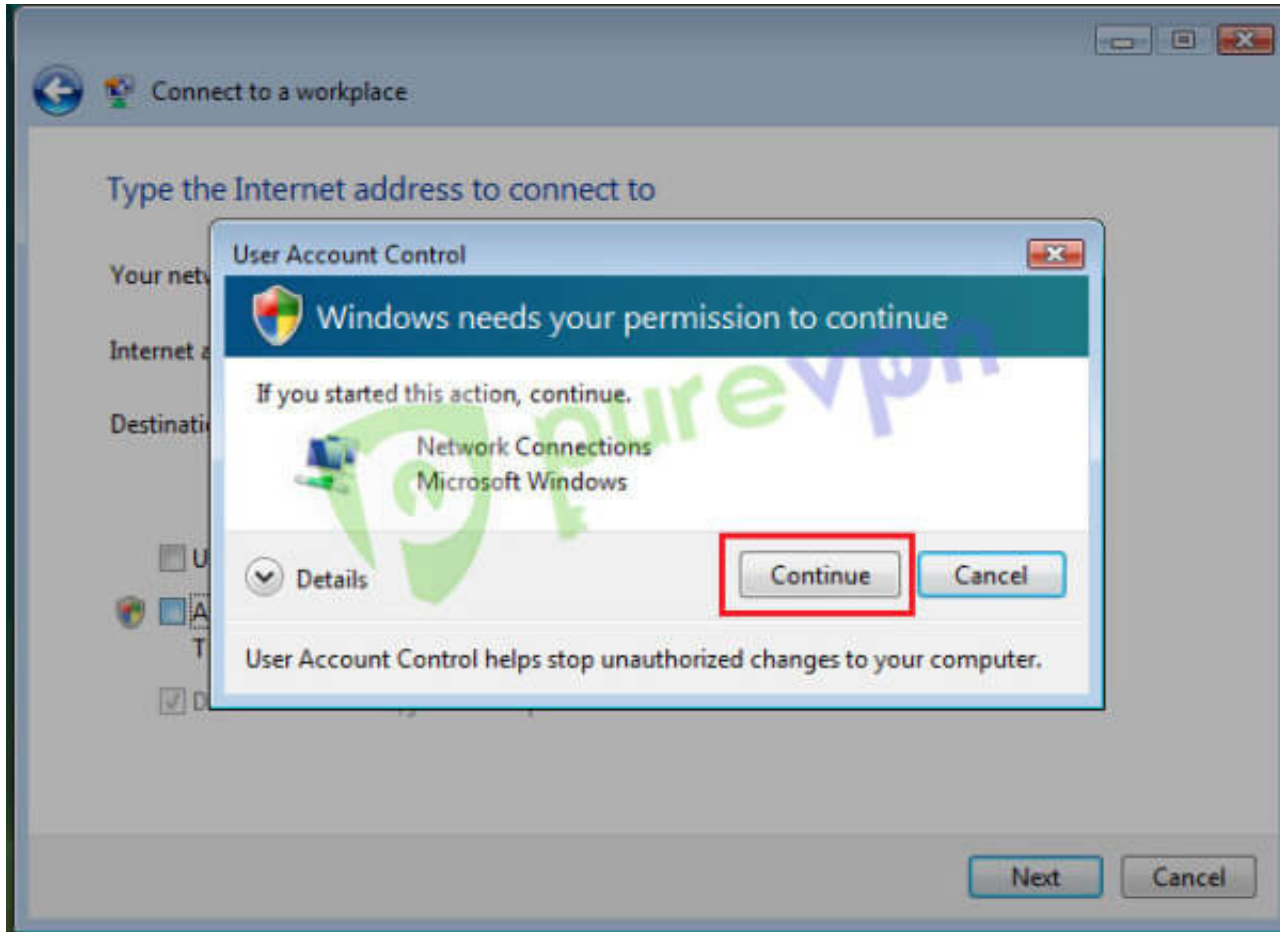 Connect to a workplace
Type the Internet address to connect to
Your netw
Internet a
Destinati
U
A
T
D
User Account Control
Windows needs your permission to continue
If you started this action, continue.
Network Connections
Microsoft Windows
purevpn
Details
Continue
Cancel
User Account Control helps stop unauthorized changes to your computer.
Next
Cancel